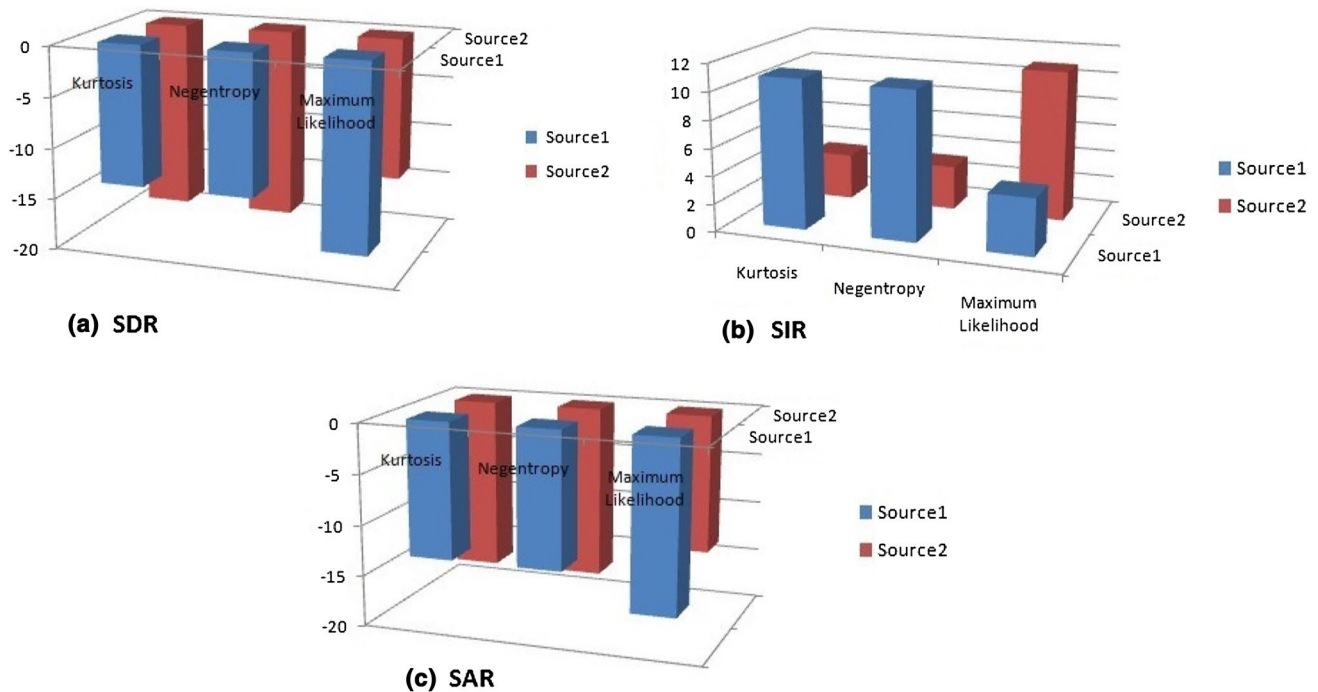 0
-5
-10
-15
-20
Kurtosis
Negentropy
Maximum
Likelihood
Source2
Source1
Source1
Source2
(a) SDR
12
10
8
6
4
2
0
Kurtosis
Negentropy
Maximum
Likelihood
Source2
Source1
Source1
Source2
(b) SIR
0
-5
-10
-15
-20
Kurtosis
Negentropy
Maximum
Likelihood
Source2
Source1
Source1
Source2
(c) SAR